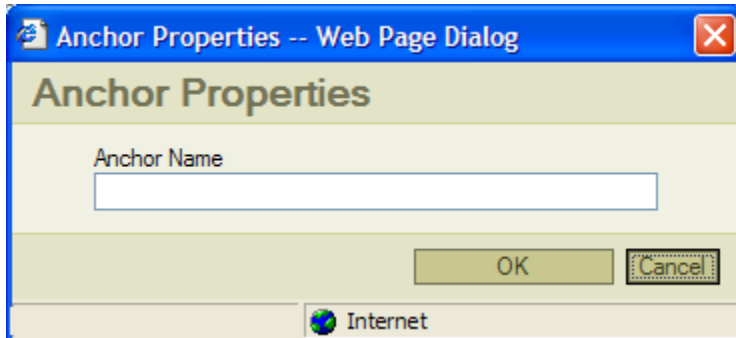 Anchor Properties -- Web Page Dialog
Anchor Properties
Anchor Name
OK Cancel
Internet